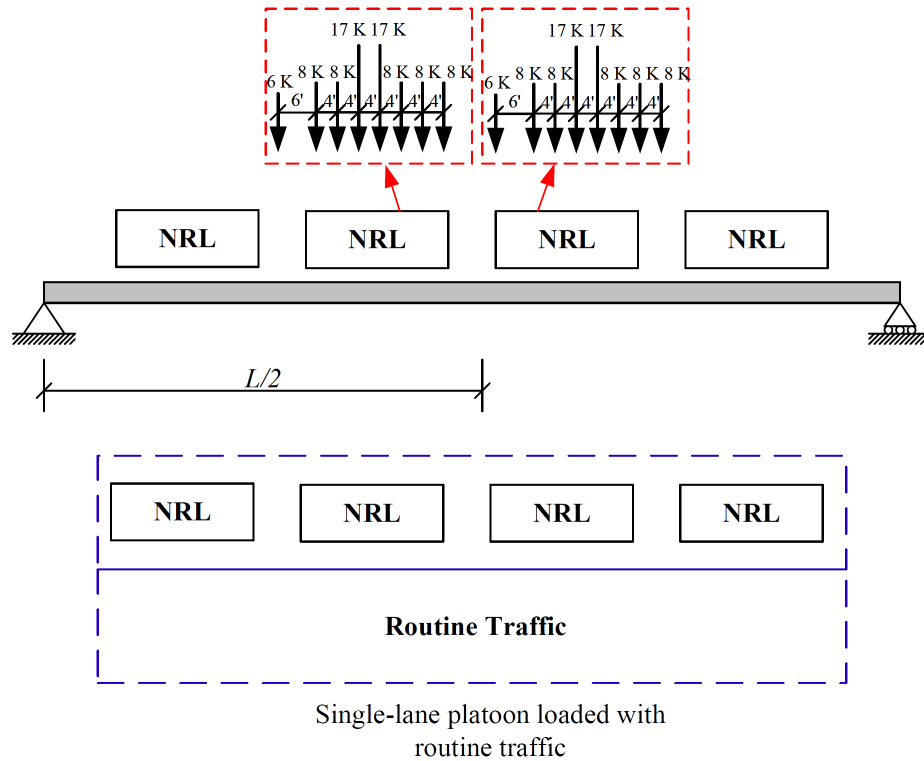 17 K 17 K 17 K 17 K
6 K 8 K 8 K 8 K 8 K 8 K 6 K 8 K 8 K 8 K 8 K 8 K
6' 4' 4' 4' 4' 4' 4' 6' 4' 4' 4' 4' 4' 4'
NRL NRL NRL NRL
L/2
NRL NRL NRL NRL
Routine Traffic
Single-lane platoon loaded with
routine traffic